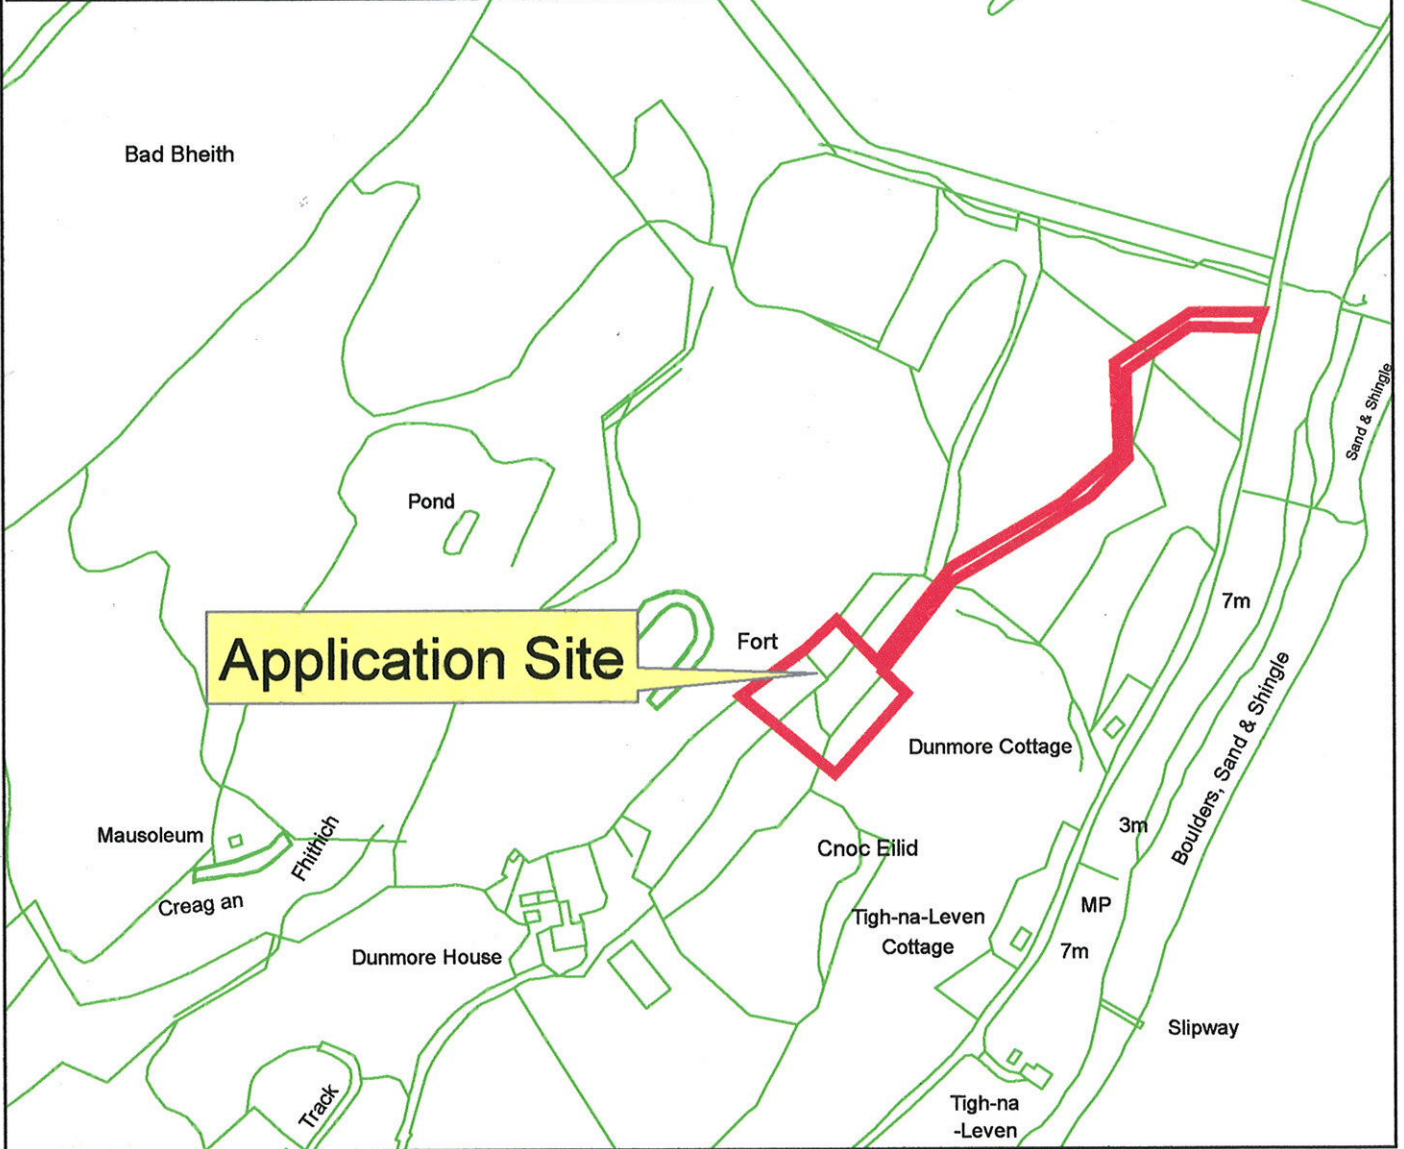 Bad Bheith
Sand & Shingle
Pond
7m
Fort
Application Site
Dunmore Cottage
Boulders, Sand & Shingle
3m
Mausoleum
Fhithich
Cnoc Eilid
Creag an
MP
Tigh-na-Leven
Cottage
7m
Dunmore House
Slipway
Track
Tigh-na
-Leven